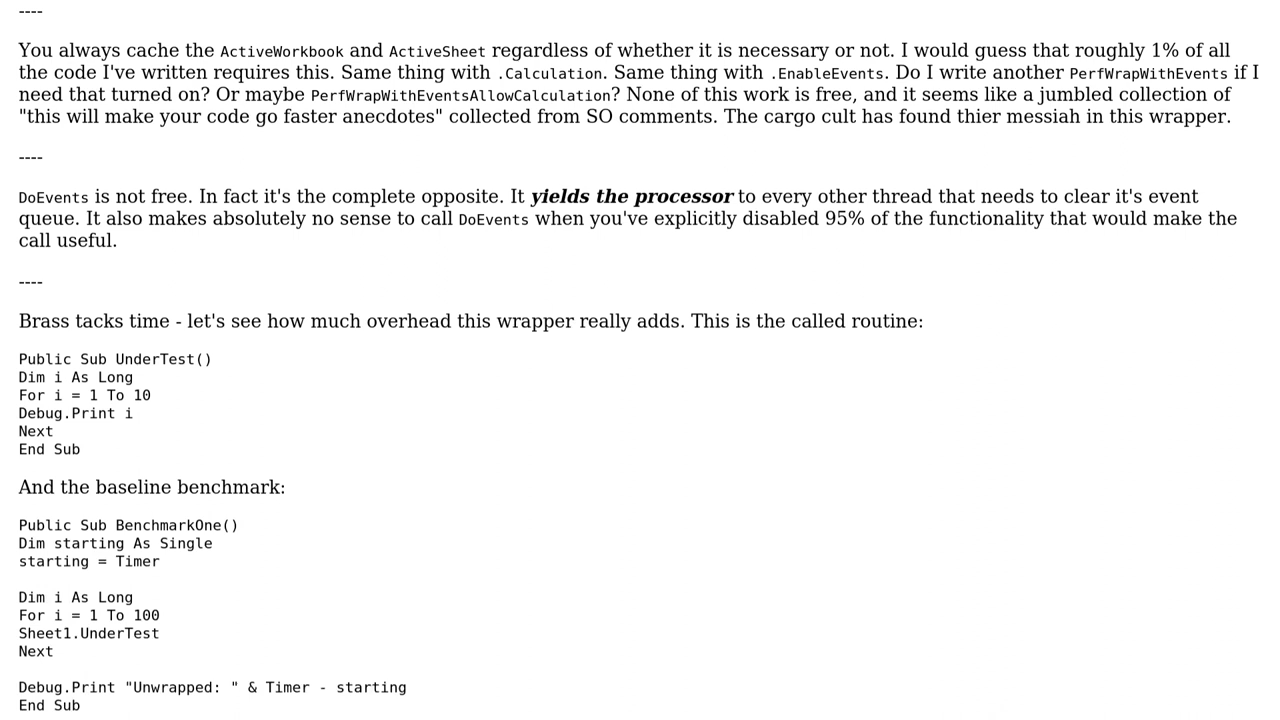 ----
You always cache the ActiveWorkbook and ActiveSheet regardless of whether it is necessary or not. I would guess that roughly 1% of all
the code I've written requires this. Same thing with .Calculation. Same thing with .EnableEvents. Do I write another PerfWrapWithEvents if I
need that turned on? Or maybe PerfWrapWithEventsAllowCalculation? None of this work is free, and it seems like a jumbled collection of
"this will make your code go faster anecdotes" collected from SO comments. The cargo cult has found thier messiah in this wrapper.
----
DoEvents is not free. In fact it's the complete opposite. It yields the processor to every other thread that needs to clear it's event
queue. It also makes absolutely no sense to call DoEvents when you've explicitly disabled 95% of the functionality that would make the
call useful.
----
Brass tacks time - let's see how much overhead this wrapper really adds. This is the called routine:
Public Sub UnderTest()
Dim i As Long
For i = 1 To 10
Debug.Print i
Next
End Sub
And the baseline benchmark:
Public Sub BenchmarkOne()
Dim starting As Single
starting = Timer
Dim i As Long
For i = 1 To 100
Sheet1.UnderTest
Next
Debug.Print "Unwrapped: " & Timer - starting
End Sub